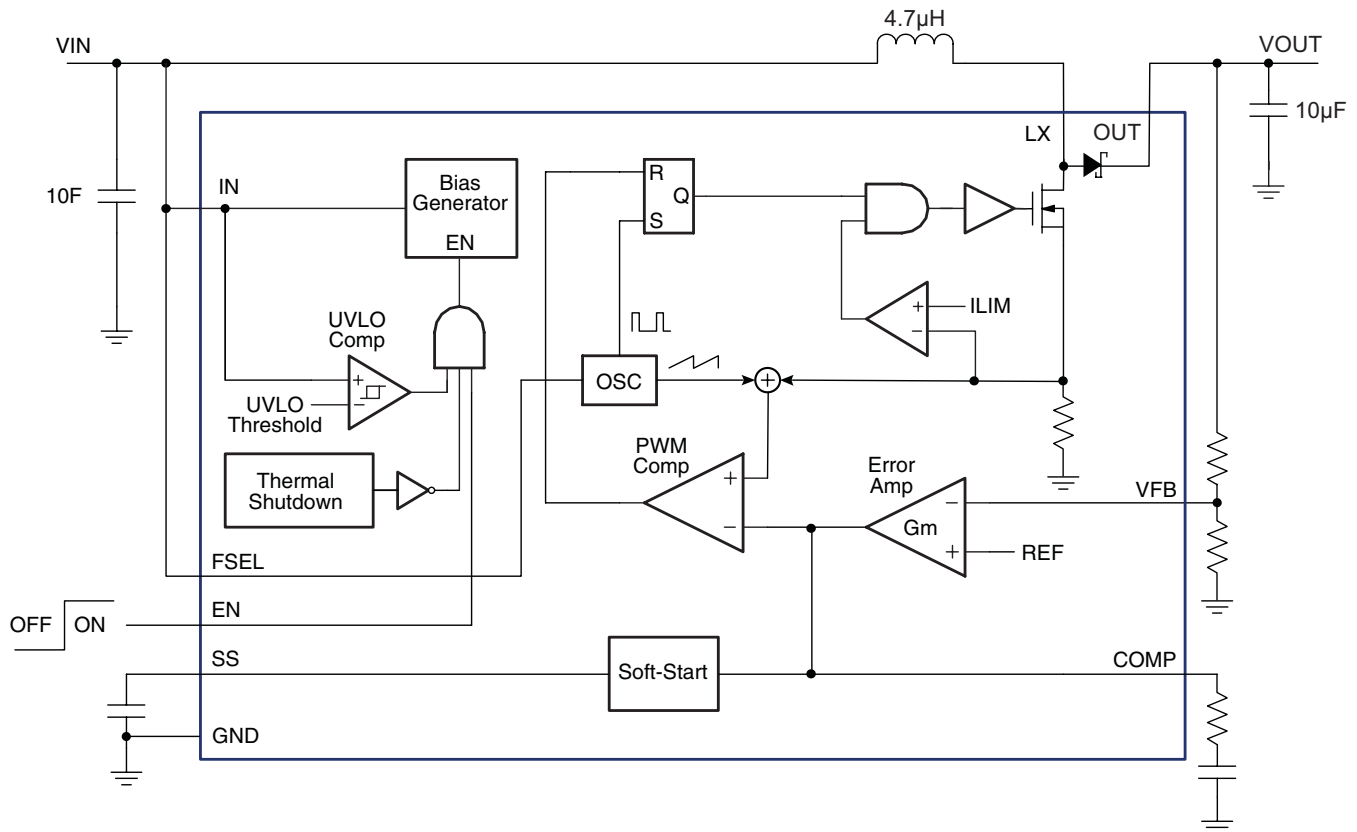 4.7µH
VIN
VOUT
10µF
LX
OUT
10F
IN
Bias
Generator
EN
R
S
Q
ILIM
+
−
UVLO
Comp
+
−
UVLO
Threshold
OSC
+
Thermal
Shutdown
PWM
Comp
+
−
Error
Amp
Gm
−
+
VFB
REF
FSEL
OFF
ON
EN
SS
Soft-Start
COMP
GND